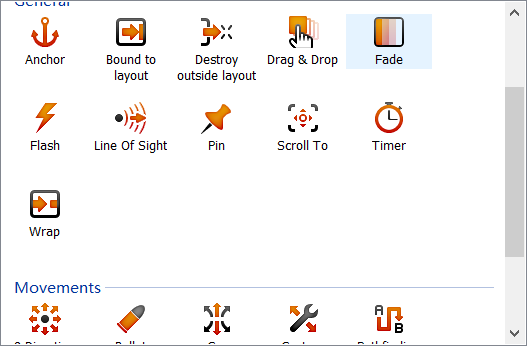 General
Anchor
Bound to layout
Destroy outside layout
Drag & Drop
Fade
Flash
Line Of Sight
Pin
Scroll To
Timer
Wrap
Movements
A
B